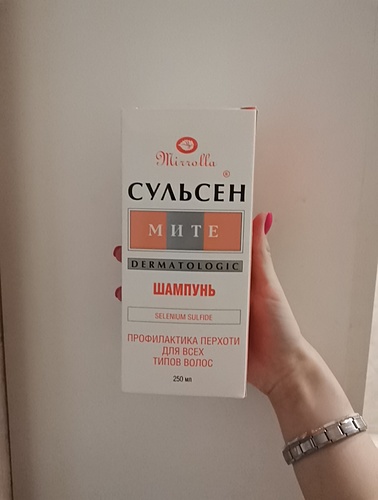 Mirrolla
©
СУЛЬСЕН
МИТЕ
DERMATOLOGIC
ШАМПУНЬ
SELENIUM SULFIDE
ПРОФИЛАКТИКА ПЕРХОТИ
ДЛЯ ВСЕХ
ТИПОВ ВОЛОС
250 мл